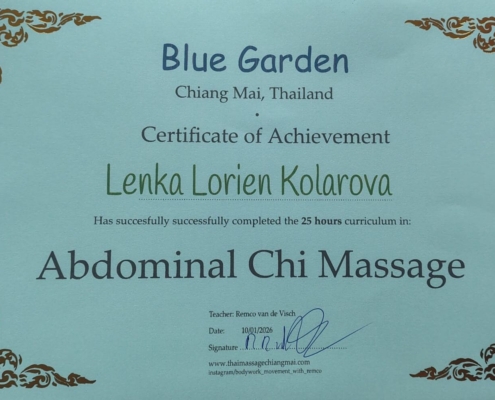 Blue Garden
Chiang Mai, Thailand
Certificate of Achievement
Lenka Lorien Kolarova
Has succesfully successfully completed the 25 hours curriculum in:
Abdominal Chi Massage
Teacher: Remco van de Visch
Date: 10/01/2026
Signature
www.thaimassagechiangmai.com
instagram/bodywork_movement_with_remco